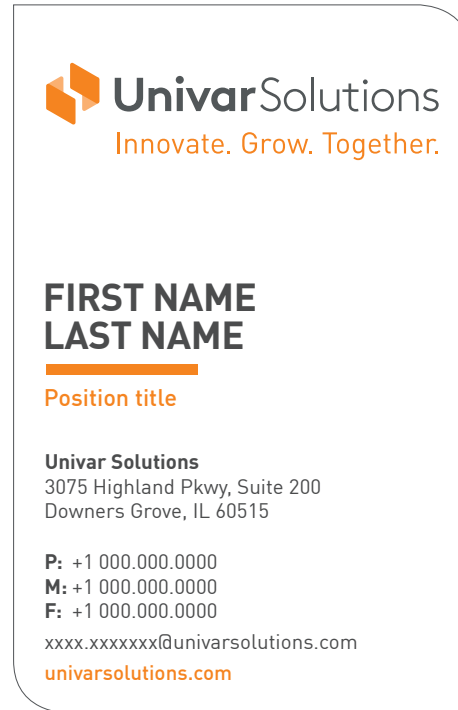 Univar Solutions
Innovate. Grow. Together.
FIRST NAME
LAST NAME
Position title
Univar Solutions
3075 Highland Pkwy, Suite 200
Downers Grove, IL 60515
P: +1 000.000.0000
M: +1 000.000.0000
F: +1 000.000.0000
xxxx.xxxxxxx@univarsolutions.com
univarsolutions.com